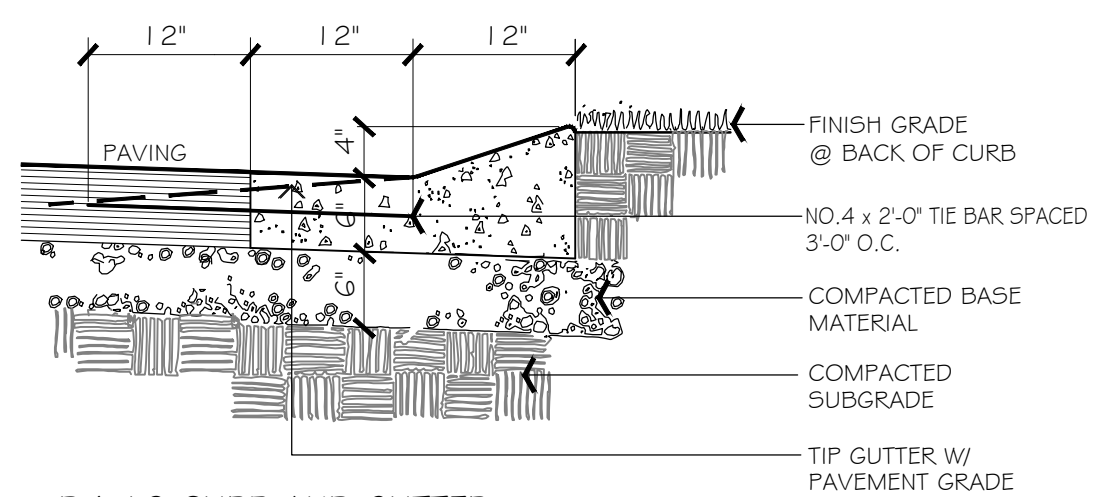 12" 12" 12"
4"
PAVING
6"
6"
FINISH GRADE
@ BACK OF CURB
NO.4 x 2'-0" TIE BAR SPACED
3'-0" O.C.
COMPACTED BASE
MATERIAL
COMPACTED
SUBGRADE
TIP GUTTER W/
PAVEMENT GRADE